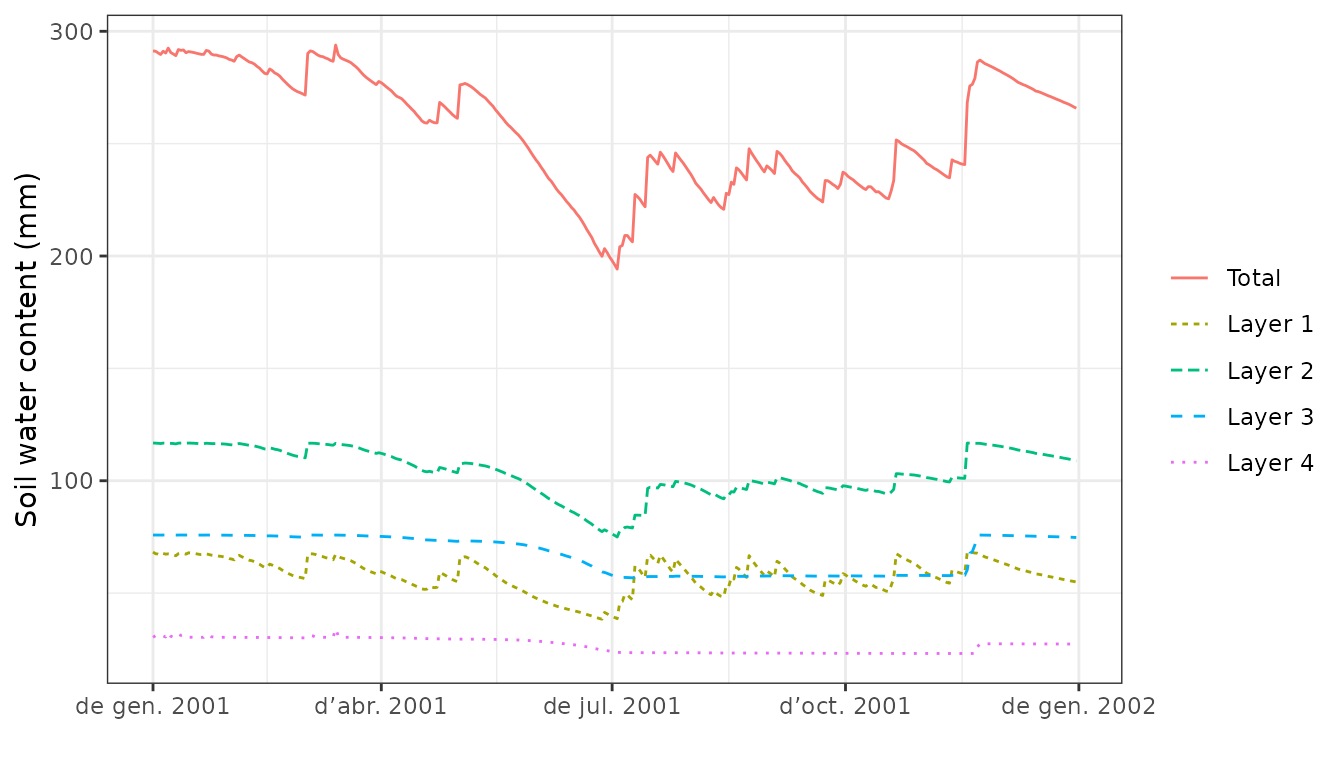 Soil water content (mm)
300
200
100
de gen. 2001
d’abr. 2001
de jul. 2001
d’oct. 2001
de gen. 2002
Total
Layer 1
Layer 2
Layer 3
Layer 4